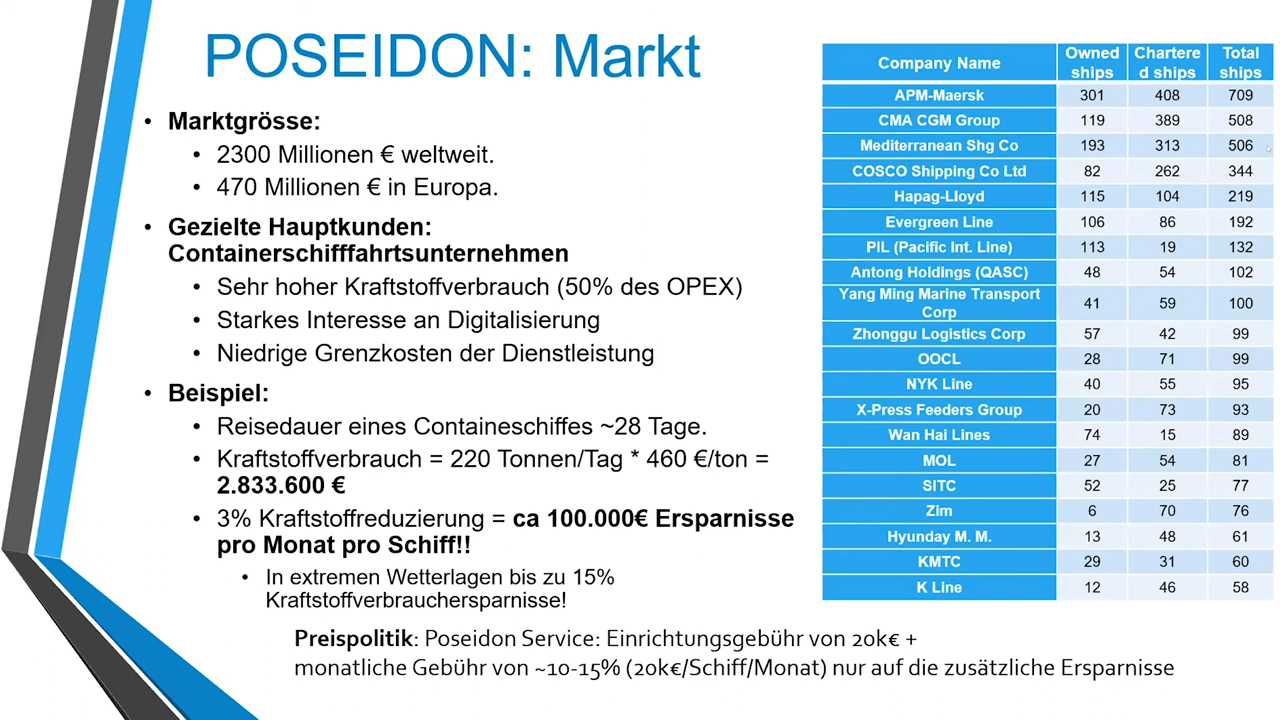 POSEIDON: Markt
• Marktgrösse:
• 2300 Millionen € weltweit.
• 470 Millionen € in Europa.
• Gezielte Hauptkunden:
Containerschifffahrtsunternehmen
• Sehr hoher Kraftstoffverbrauch (50% des OPEX)
• Starkes Interesse an Digitalisierung
• Niedrige Grenzkosten der Dienstleistung
• Beispiel:
• Reisedauer eines Containeschiffes ~28 Tage.
• Kraftstoffverbrauch = 220 Tonnen/Tag * 460 €/ton =
2.833.600 €
• 3% Kraftstoffreduzierung = ca 100.000€ Ersparnisse
pro Monat pro Schiff!!
• In extremen Wetterlagen bis zu 15%
Kraftstoffverbrauchersparnisse!
Preispolitik: Poseidon Service: Einrichtungsgebühr von 20k€ +
monatliche Gebühr von ~10-15% (20k€/Schiff/Monat) nur auf die zusätzliche Ersparnisse
Company Name Owned ships Chartere d ships Total ships
APM-Maersk 301 408 709
CMA CGM Group 119 389 508
Mediterranean Shg Co 193 313 506
COSCO Shipping Co Ltd 82 262 344
Hapag-Lloyd 115 104 219
Evergreen Line 106 86 192
PIL (Pacific Int. Line) 113 19 132
Antong Holdings (QASC) 48 54 102
Yang Ming Marine Transport Corp 41 59 100
Zhonggu Logistics Corp 57 42 99
OOCL 28 71 99
NYK Line 40 55 95
X-Press Feeders Group 20 73 93
Wan Hai Lines 74 15 89
MOL 27 54 81
SITC 52 25 77
Zim 6 70 76
Hyunday M. M. 13 48 61
KMTC 29 31 60
K Line 12 46 58